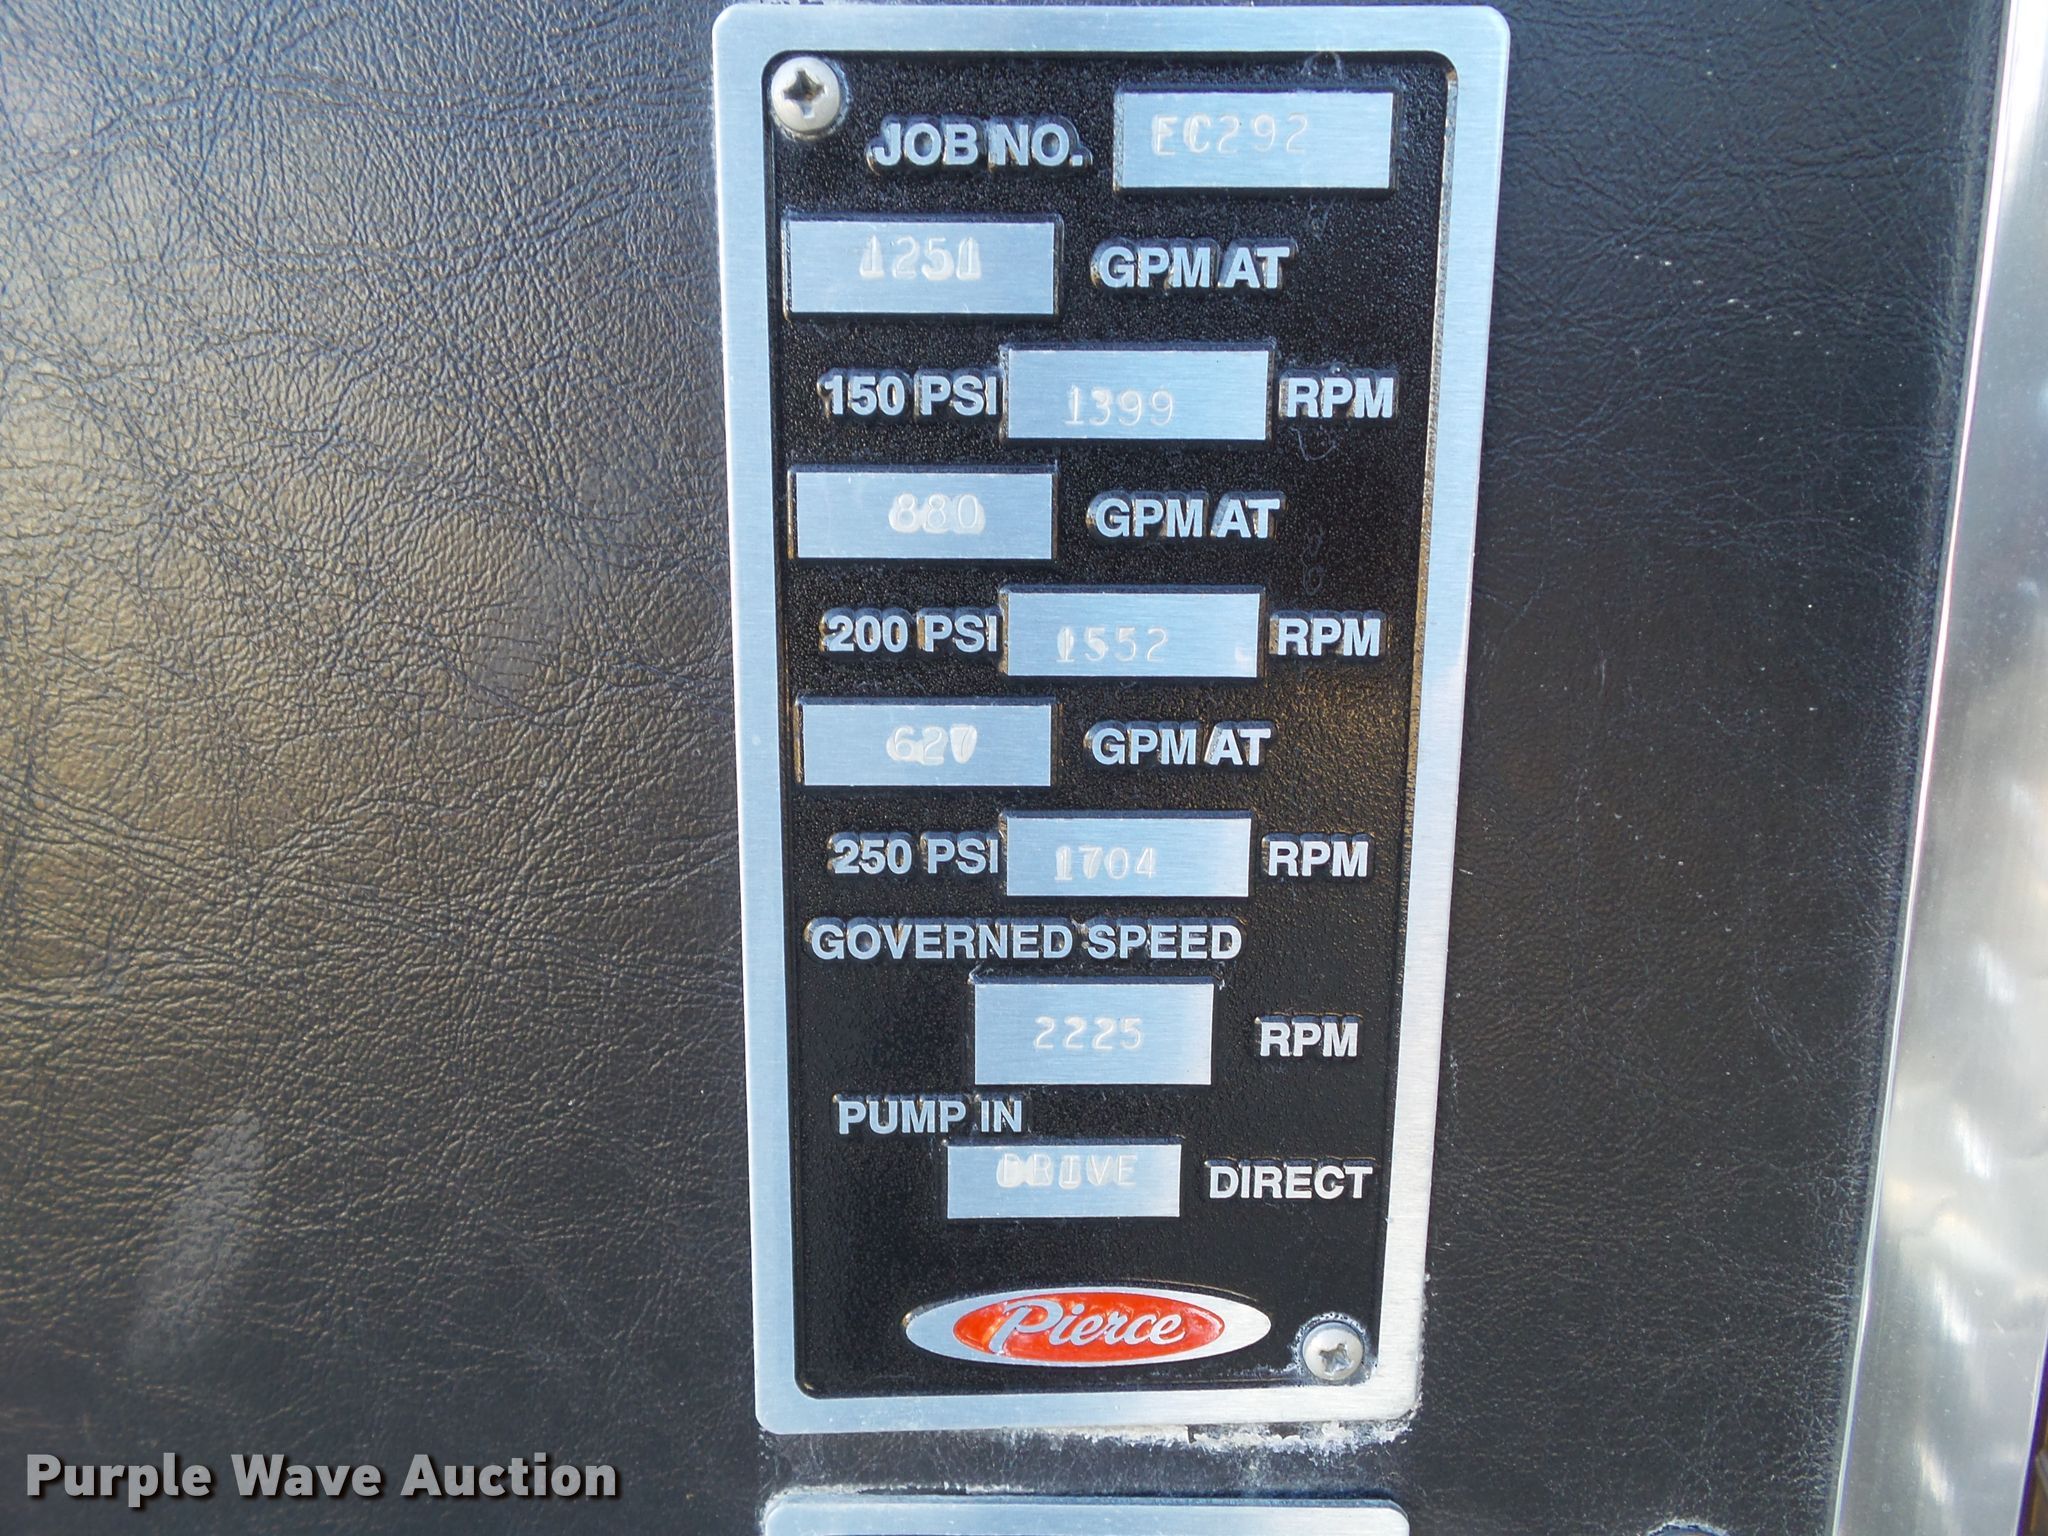 JOB NO. EC292
1251 GPM AT
150 PSI 1399 RPM
880 GPM AT
200 PSI 1552 RPM
627 GPM AT
250 PSI 1704 RPM
GOVERNED SPEED
2225 RPM
PUMP IN
DRIVE DIRECT
Pierce
Purple Wave Auction